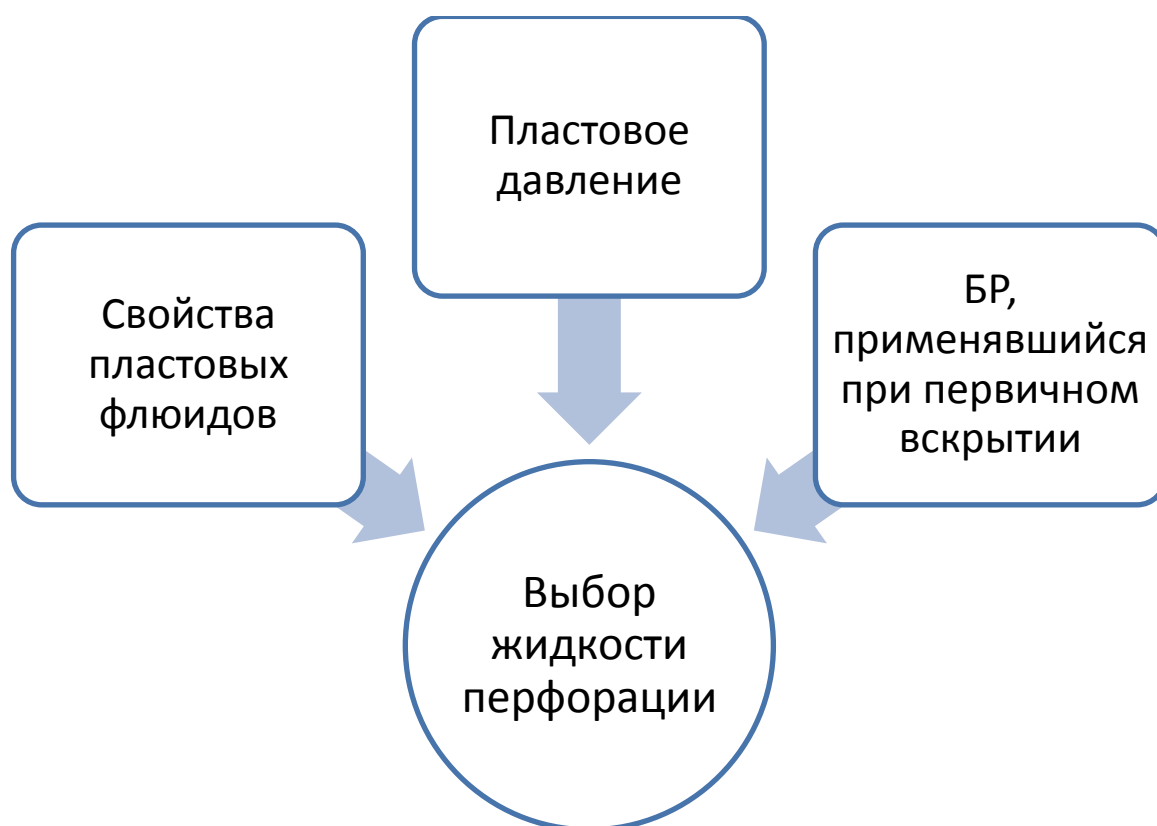 Пластовое
давление
Свойства
пластовых
флюидов
БР,
применявшийся
при первичном
вскрытии
Выбор
жидкости
перфорации